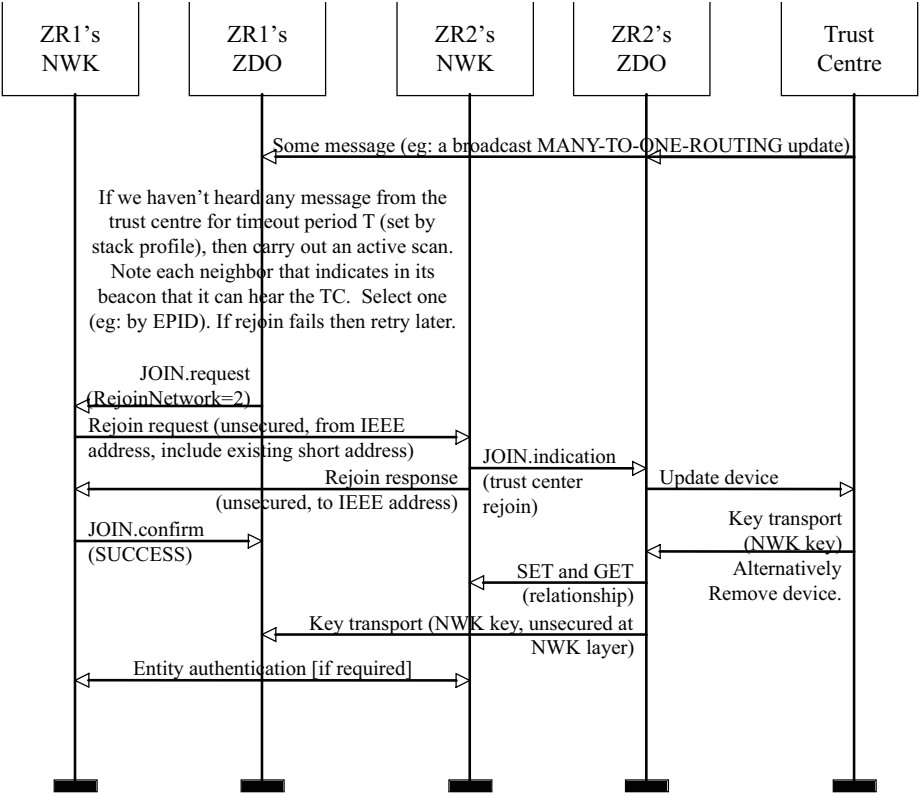 ZR1’s
NWK
ZR1’s
ZDO
ZR2’s
NWK
ZR2’s
ZDO
Trust
Centre
Some message (eg: a broadcast MANY-TO-ONE-ROUTING update)
If we haven’t heard any message from the
trust centre for timeout period T (set by
stack profile), then carry out an active scan.
Note each neighbor that indicates in its
beacon that it can hear the TC. Select one
(eg: by EPID). If rejoin fails then retry later.
JOIN.request
(RejoinNetwork=2)
Rejoin request (unsecured, from IEEE
address, include existing short address)
JOIN.indication
(trust center
rejoin)
Rejoin response
(unsecured, to IEEE address)
Update device
JOIN.confirm
(SUCCESS)
Key transport
(NWK key)
Alternatively
Remove device.
SET and GET
(relationship)
Key transport (NWK key, unsecured at
NWK layer)
Entity authentication [if required]